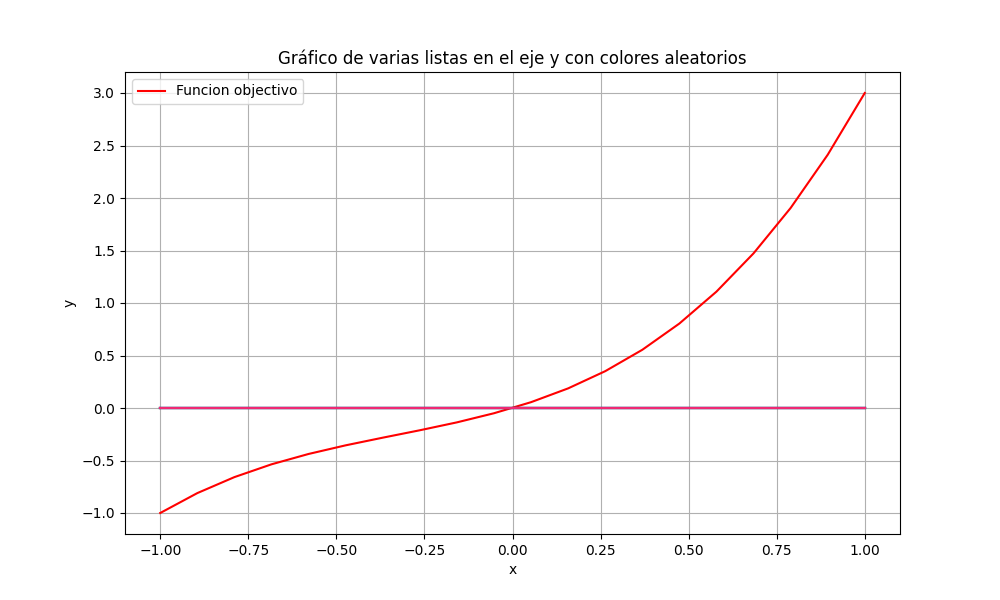 Gráfico de varias listas en el eje y con colores aleatorios
Funcion objectivo
3.0
2.5
2.0
1.5
1.0
0.5
0.0
−0.5
−1.0
y
−1.00 −0.75 −0.50 −0.25 0.00 0.25 0.50 0.75 1.00
x